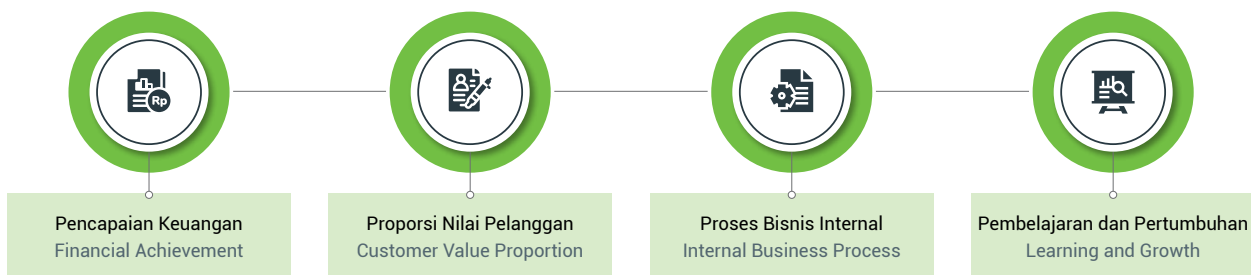 Rp
Pencapaian Keuangan
Financial Achievement
Proporsi Nilai Pelanggan
Customer Value Proportion
Proses Bisnis Internal
Internal Business Process
Pembelajaran dan Pertumbuhan
Learning and Growth